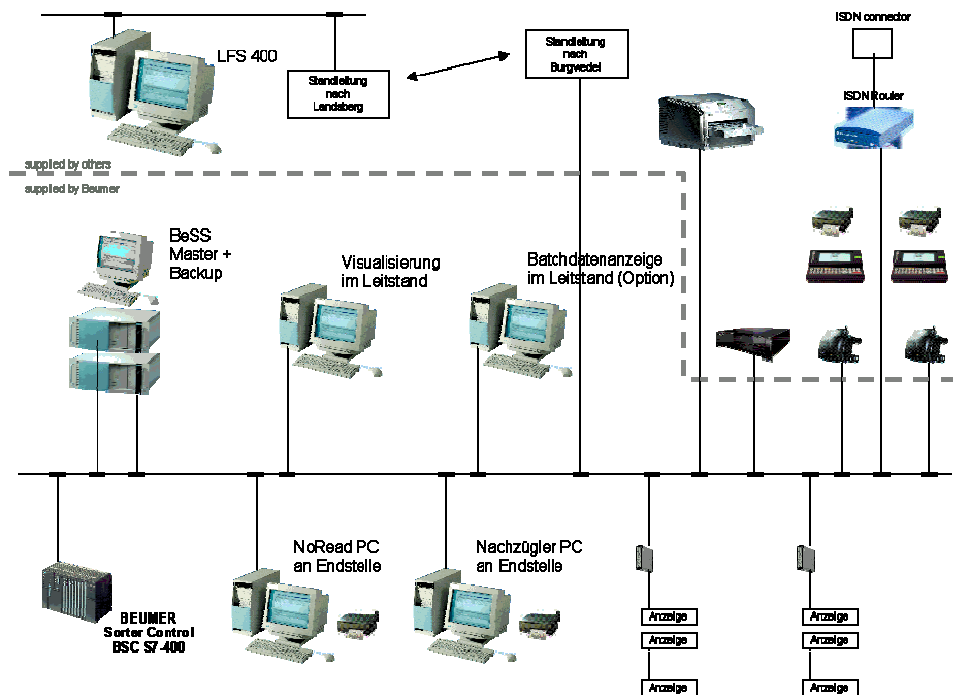 ISDN connector
LFS 400
Standleitung
nach
Landsberg
Standleitung
nach
Burgwedel
ISDN Router
supplied by others
supplied by Beumer
BeSS
Master +
Backup
Visualisierung
im Leitstand
Batchdatenanzeige
im Leitstand (Option)
NoRead PC
an Endstelle
Nachzügler PC
an Endstelle
BEUMER
Sorter Control
BSC S7-400
Anzeige
Anzeige
Anzeige
Anzeige
Anzeige
Anzeige